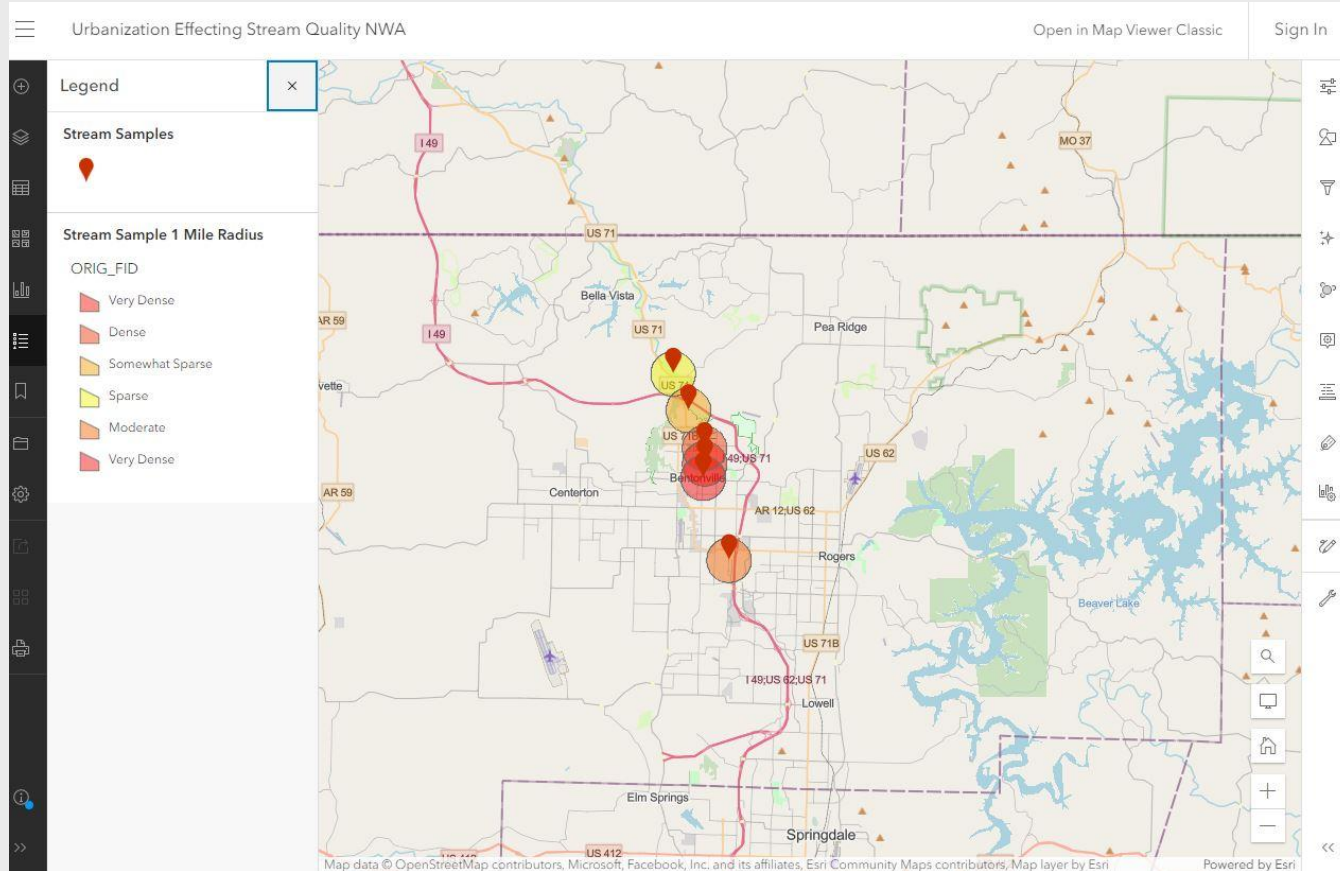 Urbanization Effecting Stream Quality NWA
Open in Map Viewer Classic
Sign In
Legend
Stream Samples
Stream Sample 1 Mile Radius
ORIG_FID
Very Dense
Dense
Somewhat Sparse
Sparse
Moderate
Very Dense
I 49
MO 37
US 71
Bella Vista
AR 59
I 49
US 71
Pea Ridge
vette
US 71
US 71B
I 49;US 71
US 62
Bentonville
AR 59
Centerton
AR 12;US 62
Rogers
Beaver Lake
US 71B
I 49;US 62;US 71
Lowell
Elm Springs
Springdale
US 412
US 412
Map data © OpenStreetMap contributors, Microsoft, Facebook, Inc. and its affiliates, Esri Community Maps contributors, Map layer by Esri
Powered by Esri